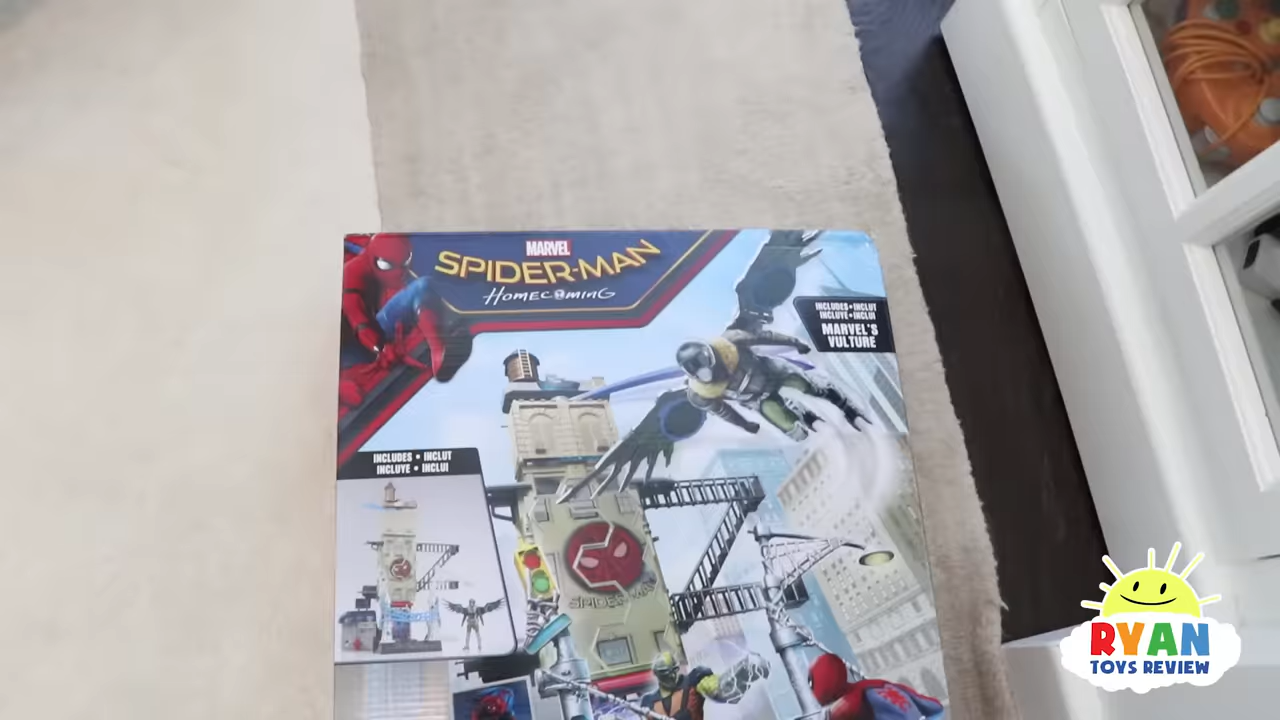 MARVEL
SPIDER-MAN
HOMECOMING
INCLUDES • INCLUT
INCLUYE • INCLUI
MARVEL'S
VULTURE
INCLUDES • INCLUT
INCLUYE • INCLUI
SPIDER-MAN
RYAN
TOYS REVIEW